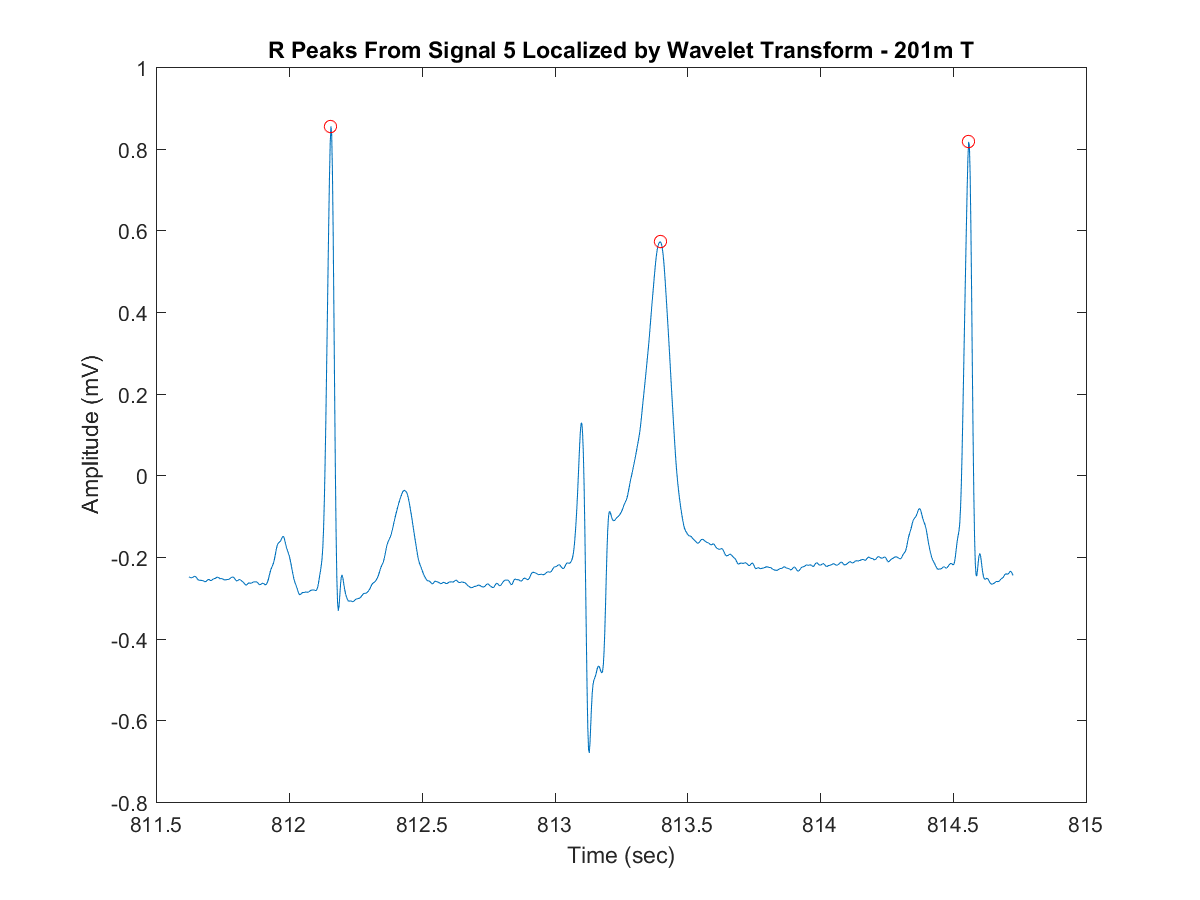 R Peaks From Signal 5 Localized by Wavelet Transform - 201m T
1
0.8
0.6
0.4
0.2
0
-0.2
-0.4
-0.6
-0.8
Amplitude (mV)
811.5 812 812.5 813 813.5 814 814.5 815
Time (sec)